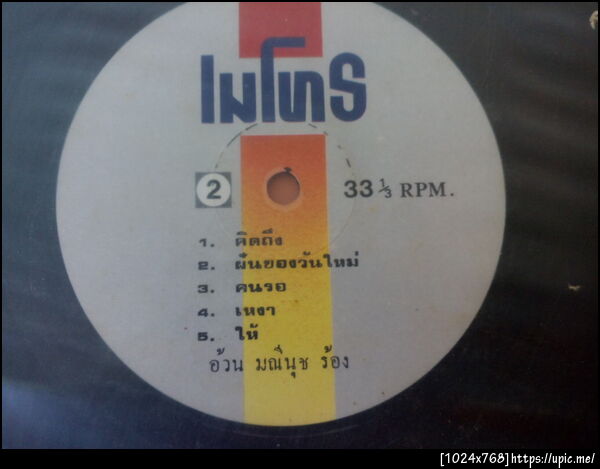 เมโทร
2
33 1/3 RPM.
1. คิดถึง
2. ฝันของวันใหม่
3. คนรอ
4. เหงา
5. ให้
อ้วน มณีนุช ร้อง
[1024x768]https://upic.me/